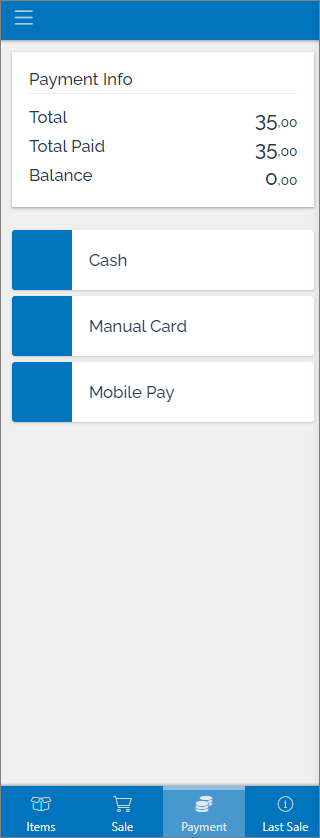 Payment Info
Total 35,00
Total Paid 35,00
Balance 0,00
Cash
Manual Card
Mobile Pay
Items Sale Payment Last Sale